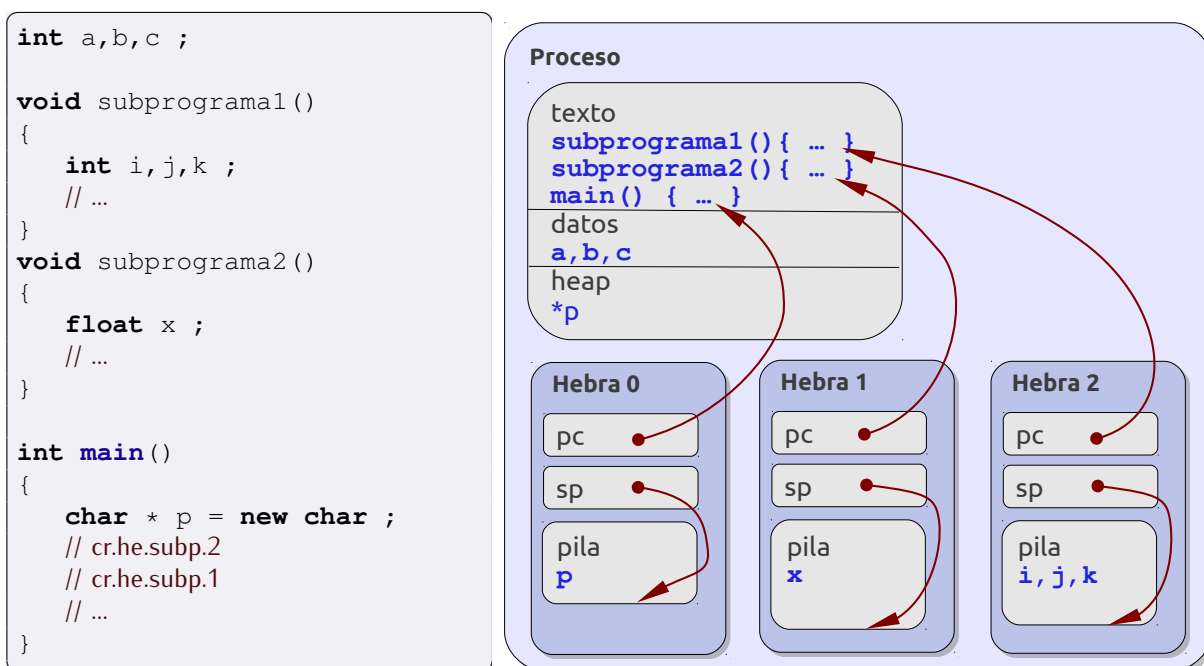 int a,b,c ;
void subprograma1()
{
int i,j,k ;
// ...
}
void subprograma2()
{
float x ;
// ...
}
int main()
{
char * p = new char ;
// cr.he.subp.2
// cr.he.subp.1
// ...
}
Proceso
texto
subprograma1(){ … }
subprograma2(){ … }
main() { … }
datos
a,b,c
heap
*p
Hebra 0
pc
sp
pila
p
Hebra 1
pc
sp
pila
x
Hebra 2
pc
sp
pila
i,j,k